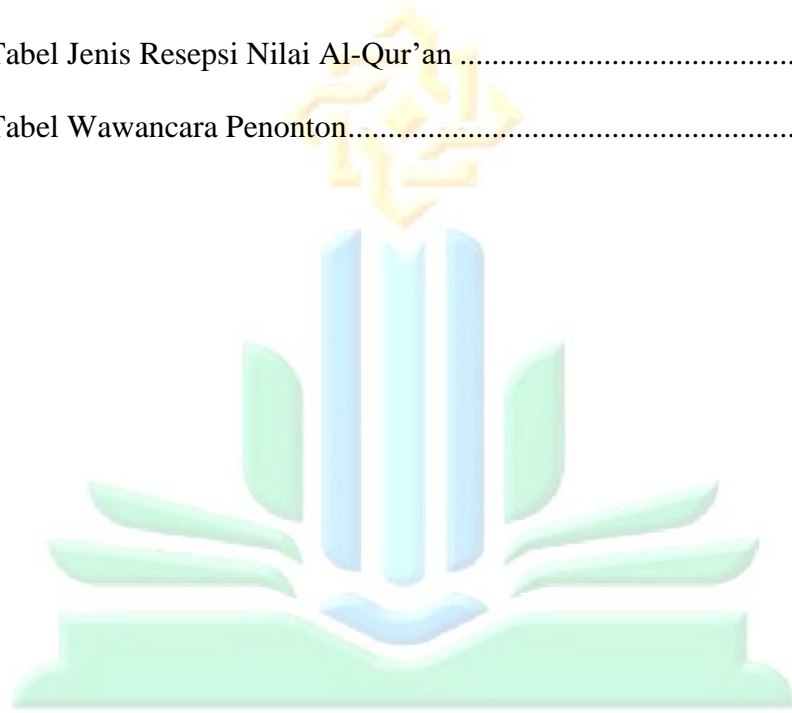 Tabel Jenis Resepsi Nilai Al-Qur’an ........................................
Tabel Wawancara Penonton......................................................